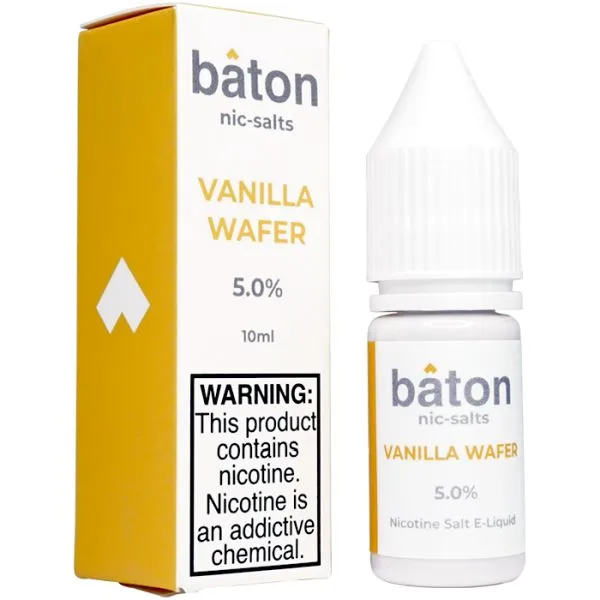 bâton
nic-salts
VANILLA
WAFER
5.0%
10ml
WARNING:
This product
contains
nicotine.
Nicotine is
an addictive
chemical.
bâton
nic-salts
VANILLA WAFER
5.0%
Nicotine Salt E-Liquid